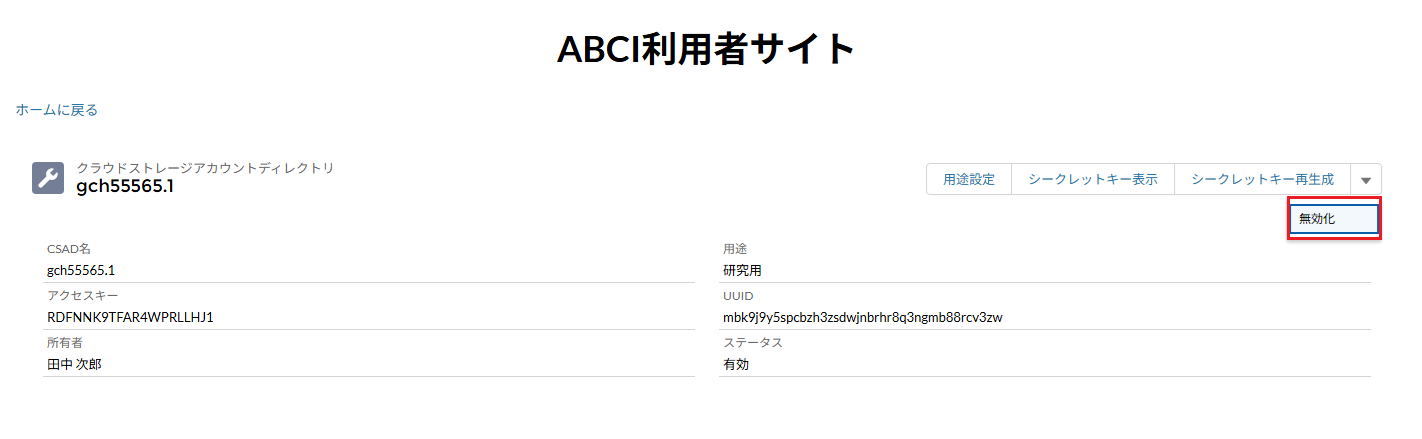 ABCI利用者サイト
ホームに戻る
クラウドストレージアカウントディレクトリ
gch55565.1
用途設定 シークレットキー表示 シークレットキー再生成
無効化
CSAD名
gch55565.1
用途
研究用
アクセスキー
RDFNNK9TFAR4WPRLLHJ1
UUID
mbk9j9y5spcbzh3zsdwjnbrhr8q3ngmb88rcv3zw
所有者
田中 次郎
ステータス
有効